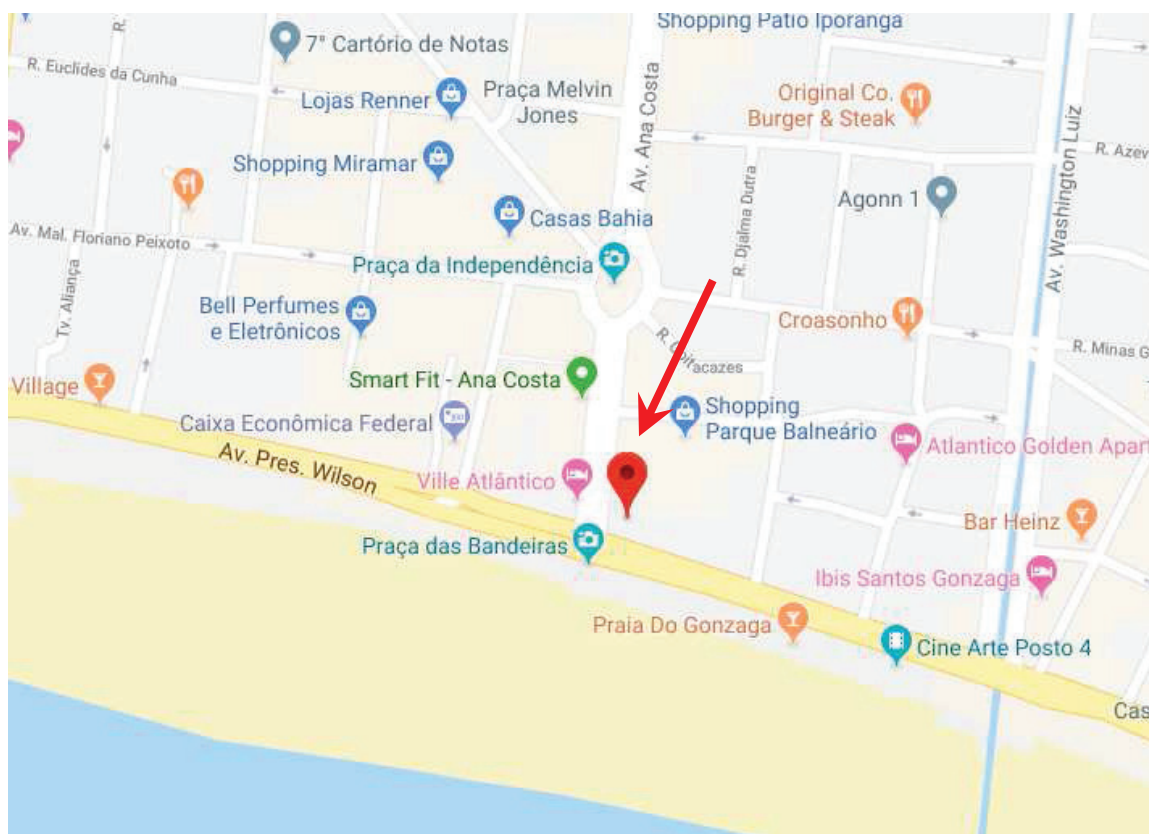 Shopping Patio Iporanga
R.
7° Cartório de Notas
R. Euclides da Cunha
Lojas Renner
Praça Melvin
Jones
Av. Ana Costa
Original Co.
Burger & Steak
Av. Washington Luiz
R. Azev
Shopping Miramar
R. Djalma Dutra
Agonn 1
Casas Bahia
Av. Mal. Floriano Peixoto
Praça da Independência
Tv. Aliança
Bell Perfumes
e Eletrônicos
Croasonho
R. Minas G
Village
Smart Fit - Ana Costa
Shopping
Parque Balneário
Caixa Econômica Federal
Atlantico Golden Apart
Av. Pres. Wilson
Ville Atlântico
Bar Heinz
Praça das Bandeiras
Ibis Santos Gonzaga
Praia Do Gonzaga
Cine Arte Posto 4
Cas